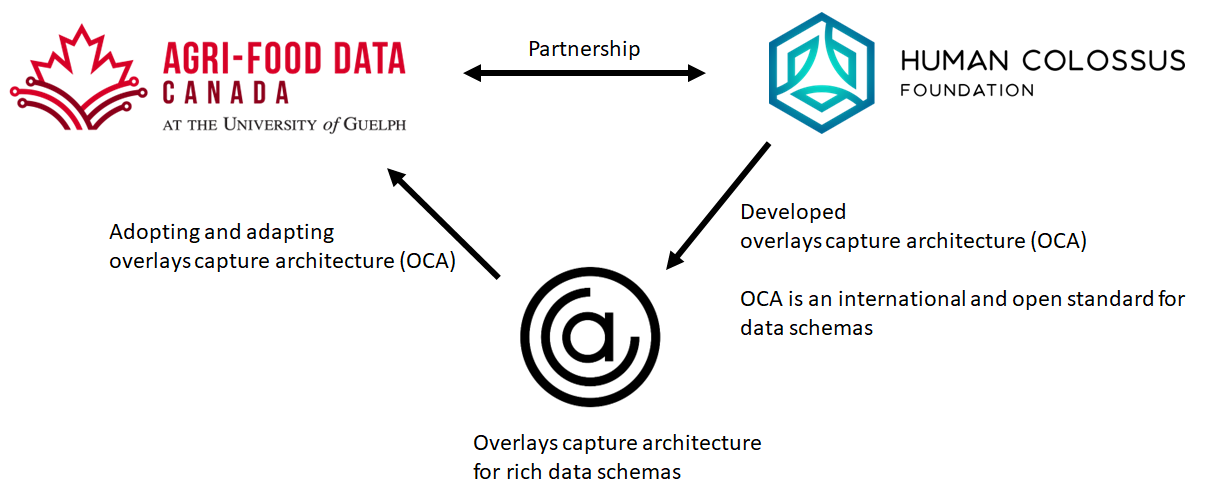 AGRI-FOOD DATA
CANADA
AT THE UNIVERSITY of GUELPH
Partnership
HUMAN COLOSSUS
FOUNDATION
Adopting and adapting
overlays capture architecture (OCA)
Developed
overlays capture architecture (OCA)
OCA is an international and open standard for
data schemas
a
Overlays capture architecture
for rich data schemas